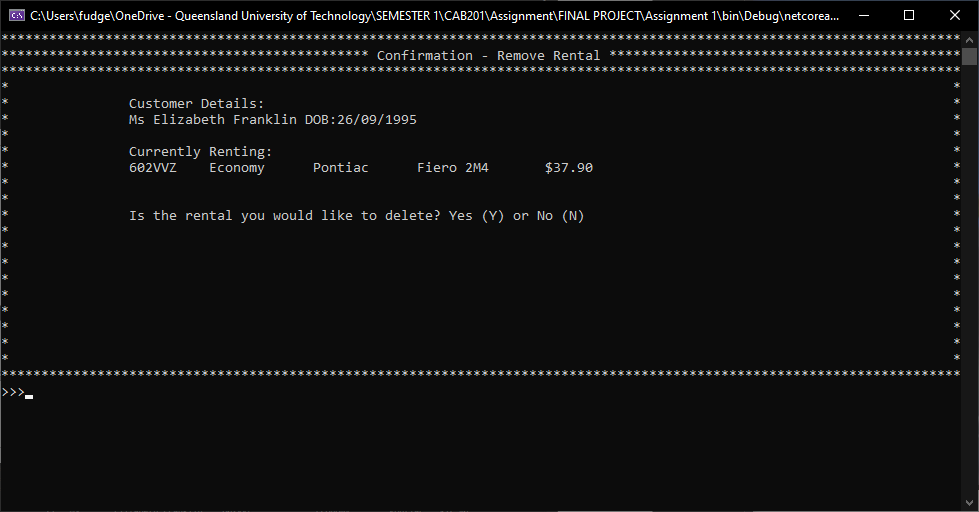 C:\Users\fudge\OneDrive - Queensland University of Technology\SEMESTER 1\CAB201\Assignment\FINAL PROJECT\Assignment 1\bin\Debug\netcorea...
************************************************************************************************************************
********************************************** Confirmation - Remove Rental ********************************************
************************************************************************************************************************
* *
* Customer Details: *
* Ms Elizabeth Franklin DOB:26/09/1995 *
* *
* Currently Renting: *
* 602VVZ Economy Pontiac Fiero 2M4 $37.90 *
* *
* *
* Is the rental you would like to delete? Yes (Y) or No (N) *
* *
* *
* *
* *
* *
* *
* *
* *
* *
************************************************************************************************************************
>>>